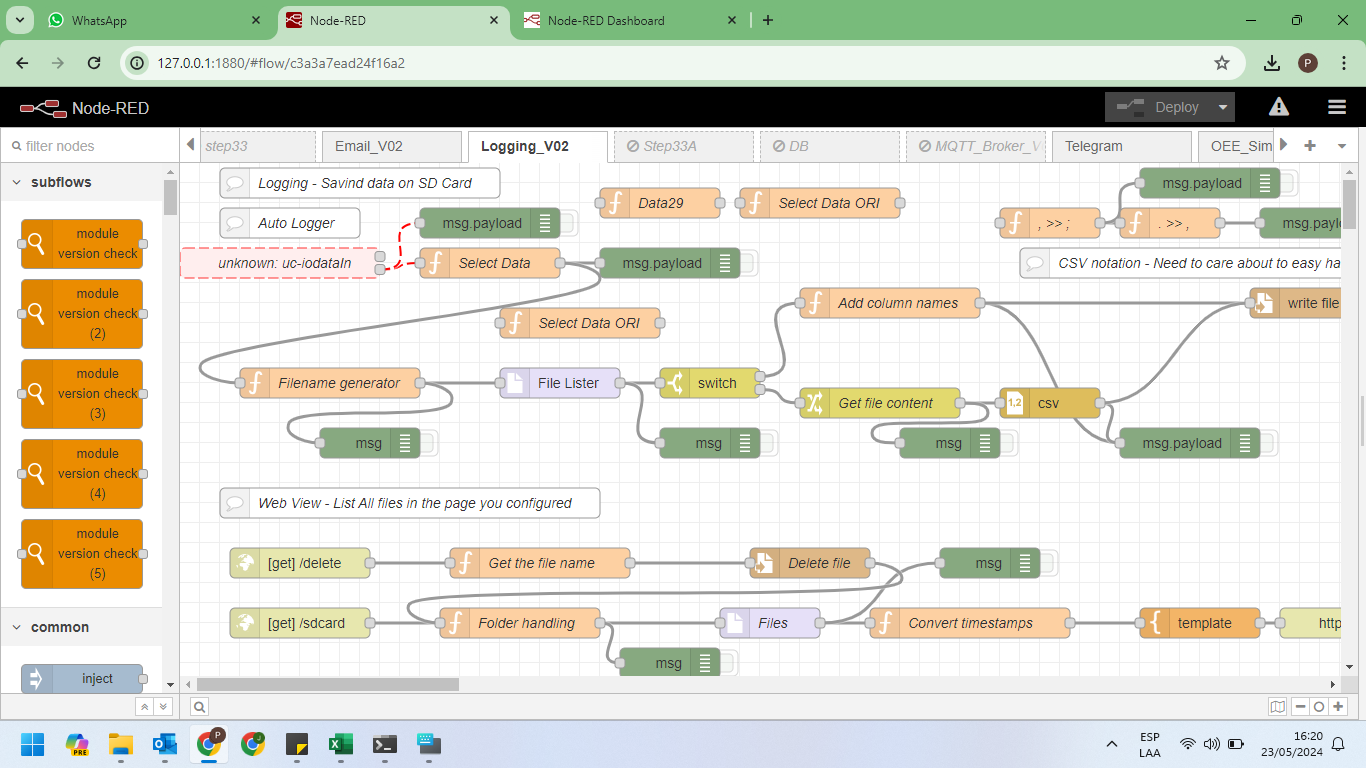 WhatsApp
Node-RED
Node-RED Dashboard
127.0.0.1:1880/#flow/c3a3a7ead24f16a2
P
Node-RED
Deploy
filter nodes
step33
Email_V02
Logging_V02
Step33A
DB
MQTT_Broker_V
Telegram
OEE_Sim
subflows
module
version check
module
version check
(2)
module
version check
(3)
module
version check
(4)
module
version check
(5)
common
inject
Logging - Savind data on SD Card
Data29
Select Data ORI
msg.payload
Auto Logger
msg.payload
, >> ;
. >> ,
msg.paylo
unknown: uc-iodataIn
Select Data
msg.payload
CSV notation - Need to care about to easy ha
Add column names
write file
Select Data ORI
Filename generator
File Lister
switch
Get file content
1,2
csv
msg
msg
msg
msg.payload
Web View - List All files in the page you configured
[get] /delete
Get the file name
Delete file
msg
[get] /sdcard
Folder handling
Files
Convert timestamps
template
http
msg
PRE
P
ESP
LAA
16:20
23/05/2024